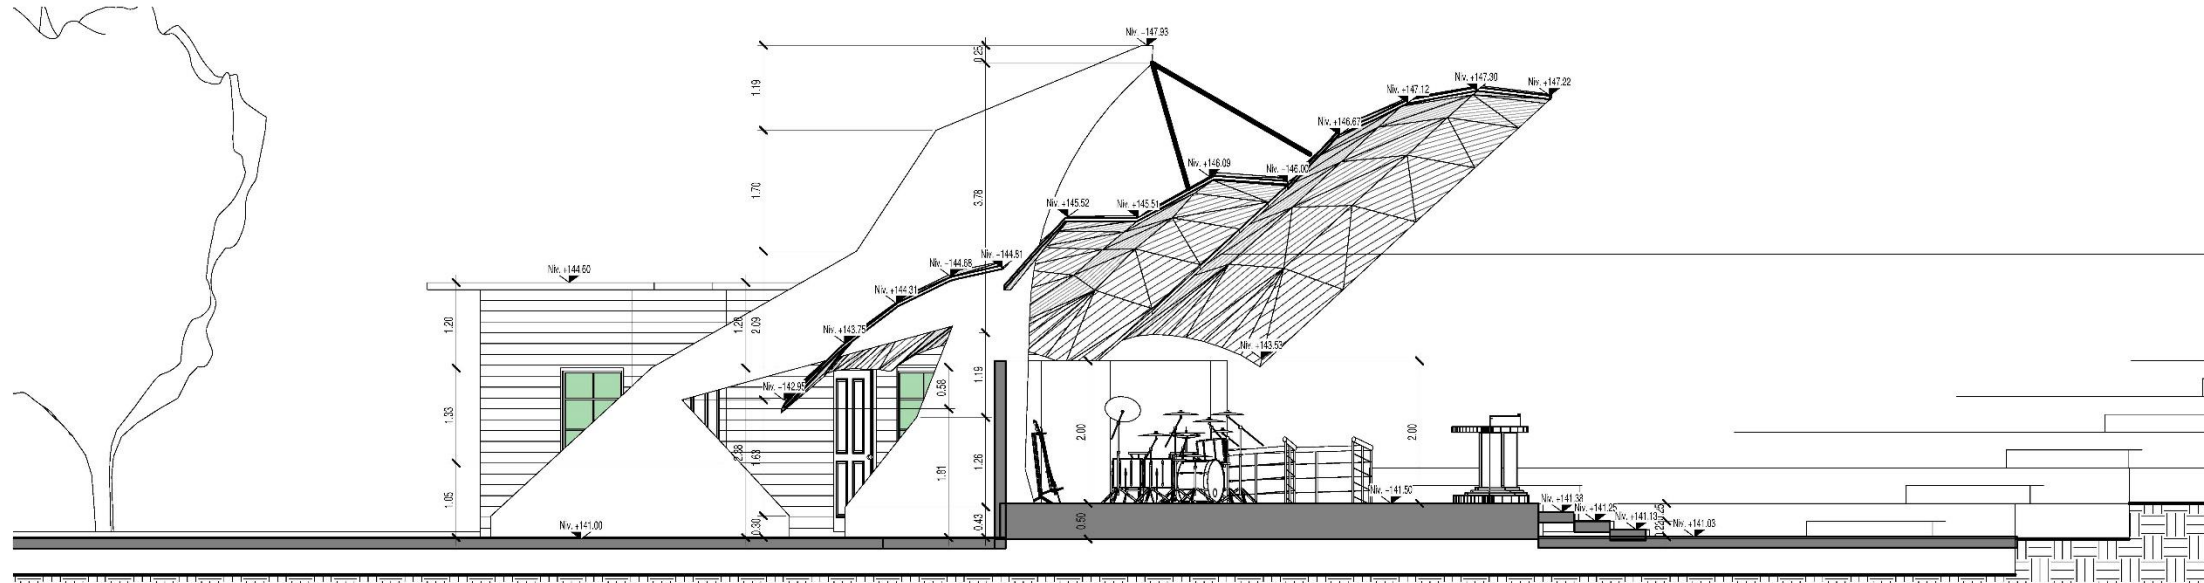 Niv. +147.93
0.25
1.19
Niv. +147.30
Niv. +147.22
Niv. +147.12
Niv. +146.67
Niv. +146.09
Niv. +146.00
1.70
3.78
Niv. +145.52
Niv. +145.51
Niv. +144.81
Niv. +144.68
Niv. +144.60
Niv. +144.31
1.20
2.09
Niv. +143.75
Niv. +143.53
1.19
0.58
Niv. +142.95
1.33
2.00
2.00
1.63
1.26
1.81
1.05
Niv. +141.50
Niv. +141.38
Niv. +141.25
Niv. +141.13
Niv. +141.03
0.30
0.43
0.50
Niv. +141.00